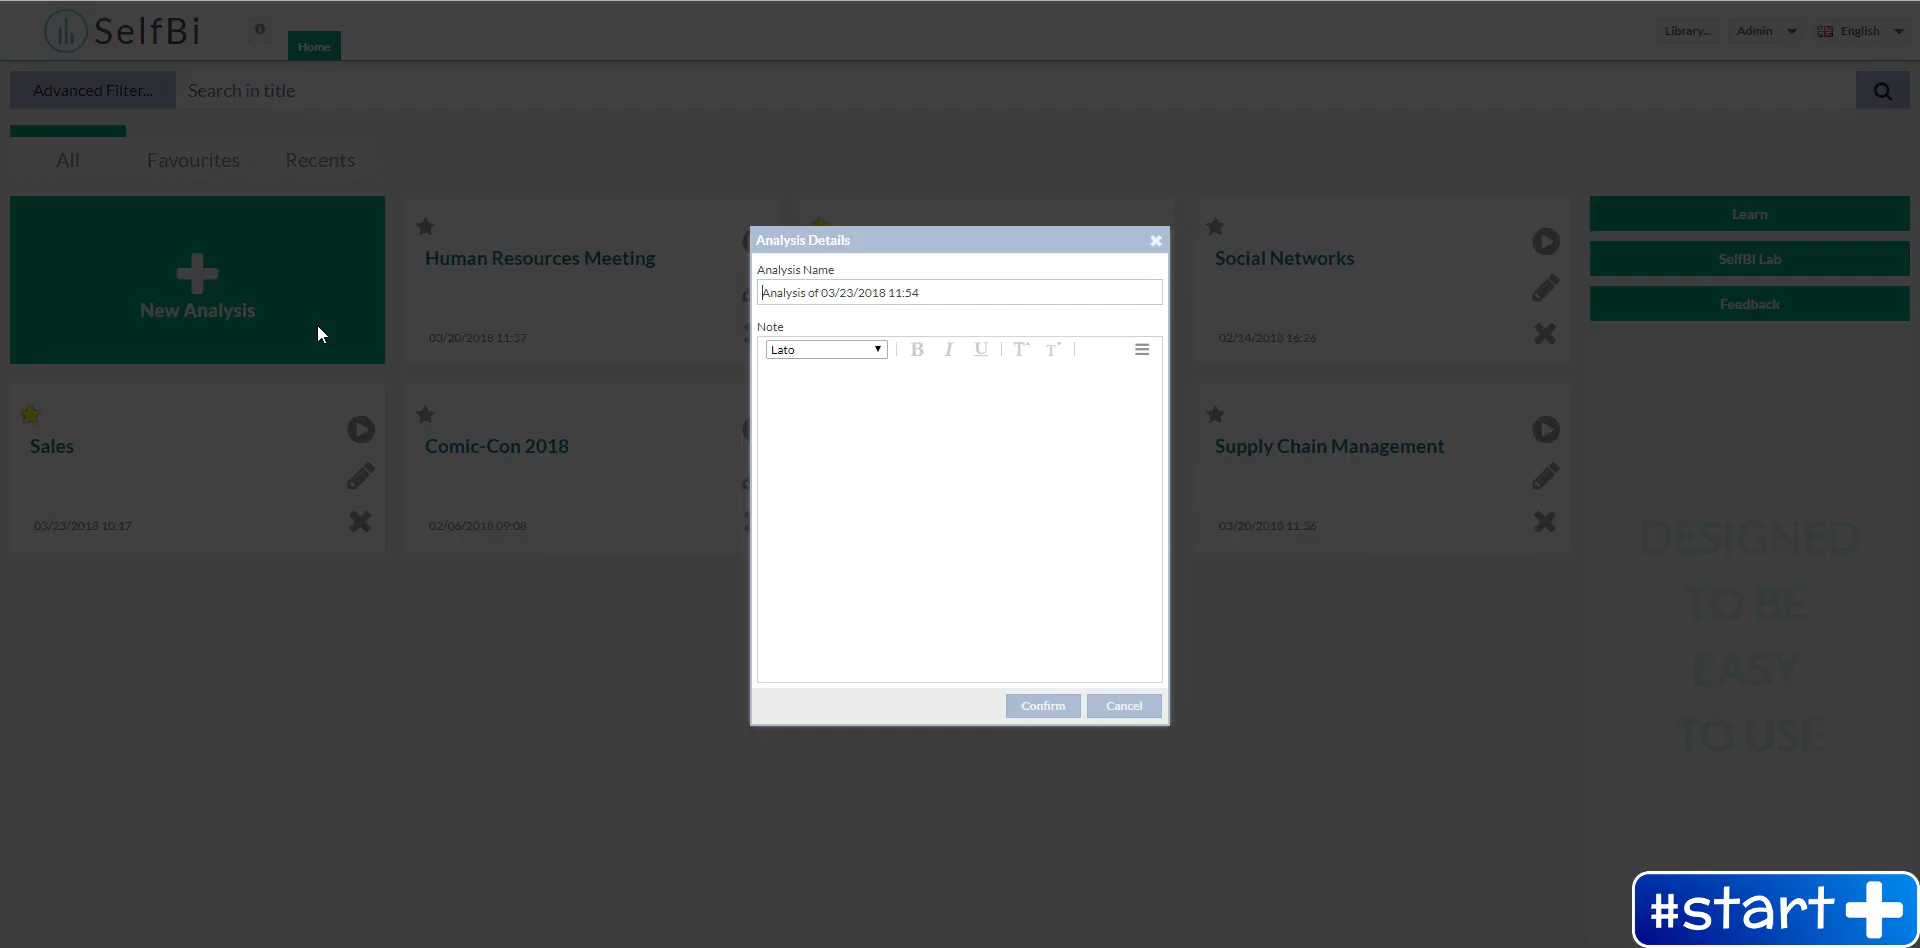 SelfBi
Home
Library...
Admin
English
Advanced Filter...
Search in title
All
Favourites
Recents
New Analysis
Human Resources Meeting
03/20/2018 11:37
Social Networks
02/14/2018 16:26
Learn
SelfBI Lab
Feedback
Analysis Details
Analysis Name
Analysis of 03/23/2018 11:54
Note
Lato
B I U T T
Sales
03/23/2018 10:17
Comic-Con 2018
02/06/2018 09:08
Supply Chain Management
03/20/2018 11:36
Confirm
Cancel
DESIGNED
TO BE
EASY
TO USE
#start+